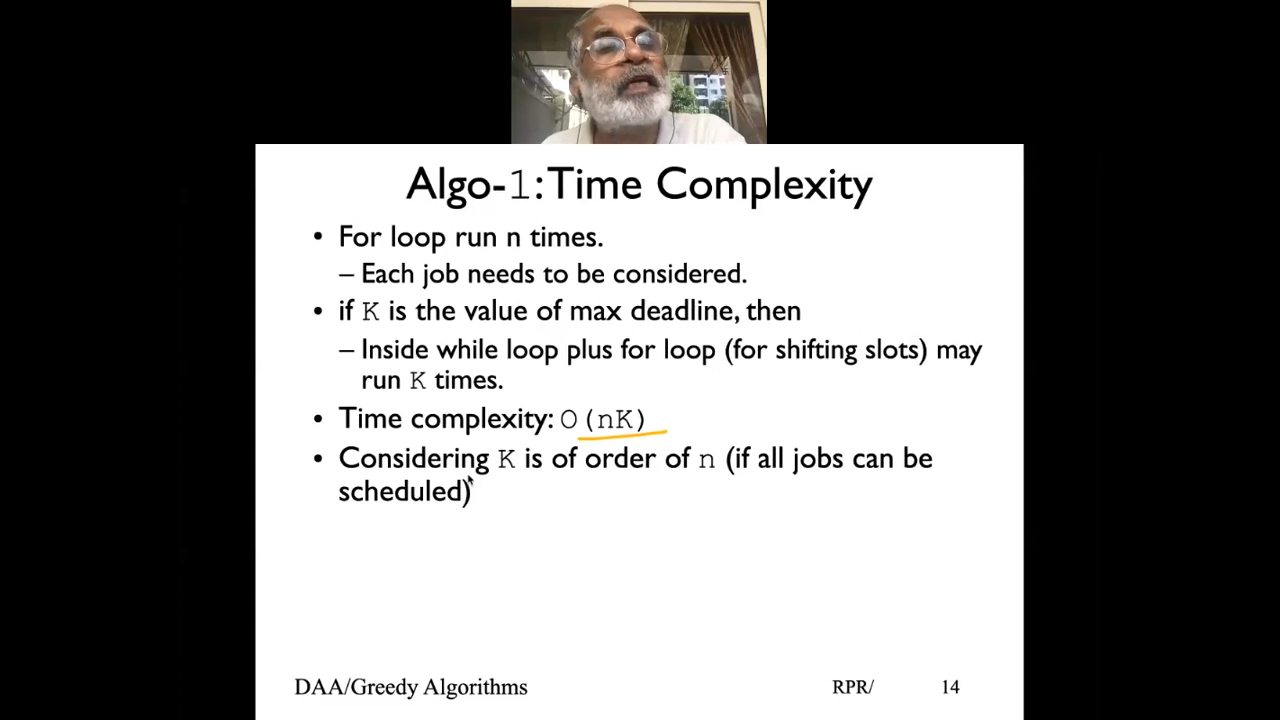 Algo-1:Time Complexity
• For loop run n times.
– Each job needs to be considered.
• if K is the value of max deadline, then
– Inside while loop plus for loop (for shifting slots) may
run K times.
• Time complexity: O(nK)
• Considering K is of order of n (if all jobs can be
scheduled)
DAA/Greedy Algorithms
RPR/
14